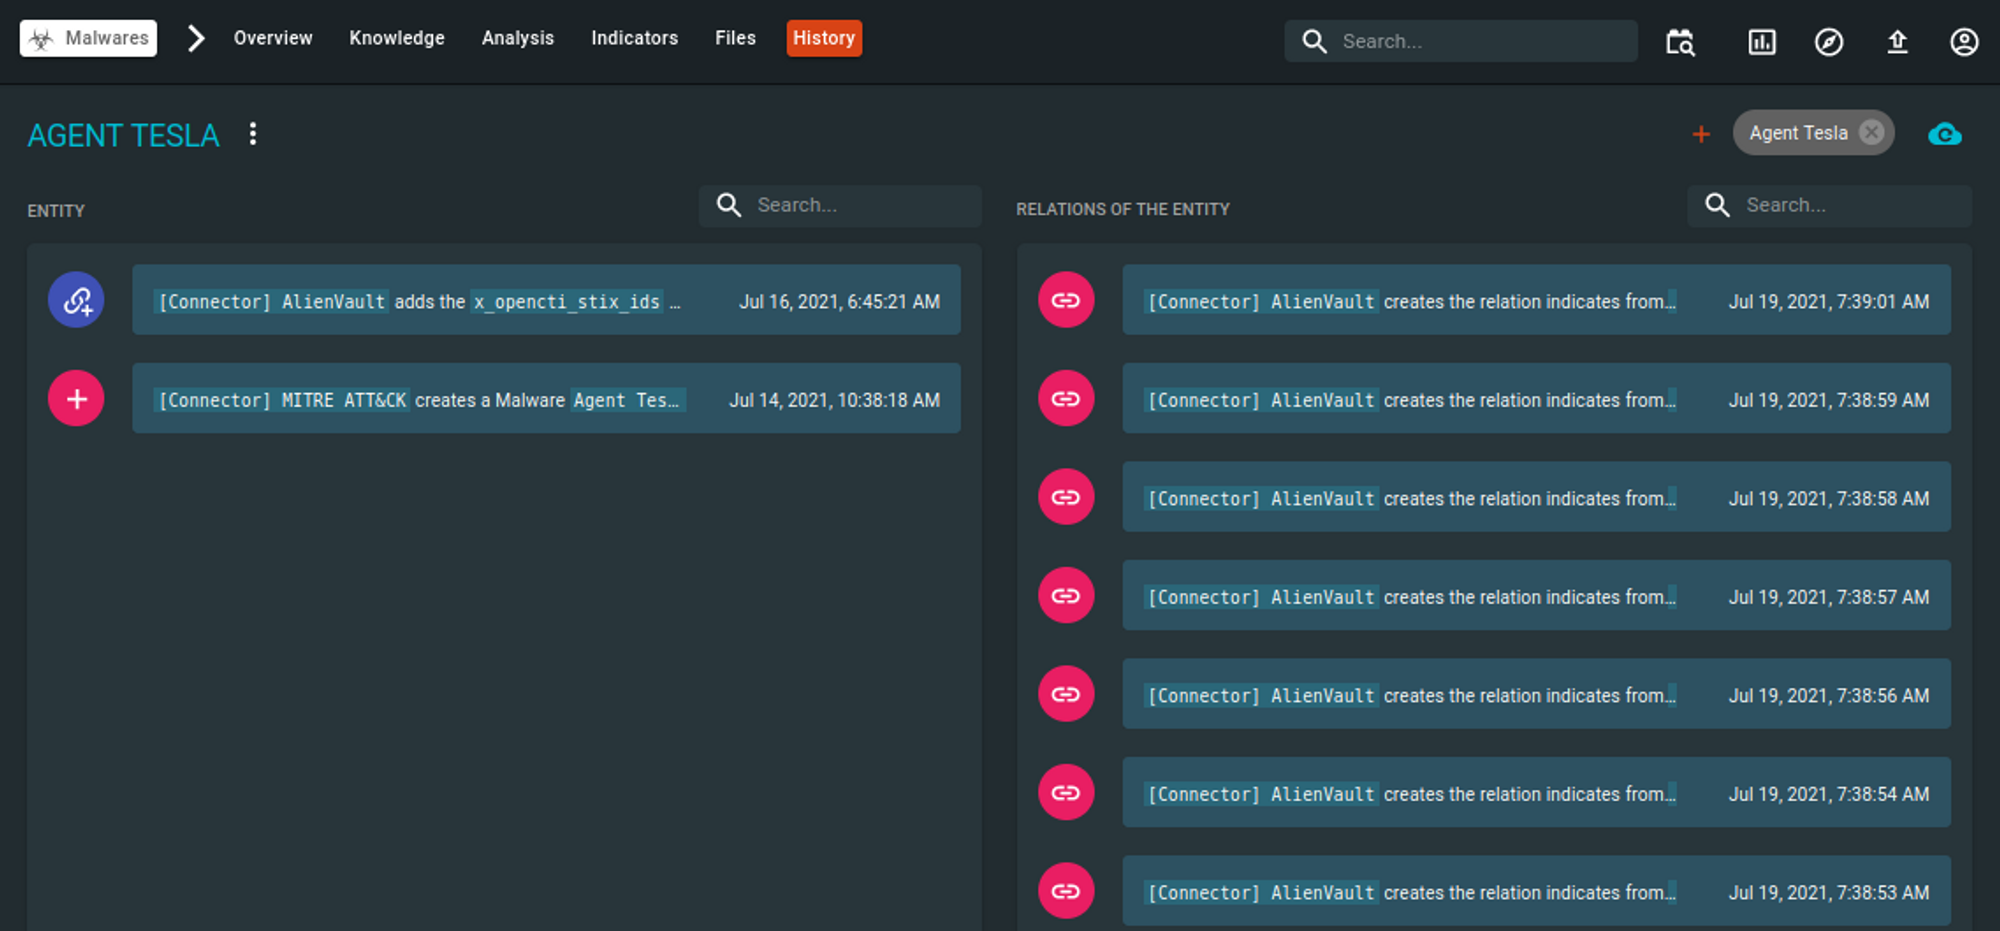 Malwares Overview Knowledge Analysis Indicators Files History Search...
AGENT TESLA Agent Tesla
ENTITY Search...
[Connector] AlienVault adds the x_opencti_stix_ids ... Jul 16, 2021, 6:45:21 AM
[Connector] MITRE ATT&CK creates a Malware Agent Tes... Jul 14, 2021, 10:38:18 AM
RELATIONS OF THE ENTITY Search...
[Connector] AlienVault creates the relation indicates from... Jul 19, 2021, 7:39:01 AM
[Connector] AlienVault creates the relation indicates from... Jul 19, 2021, 7:38:59 AM
[Connector] AlienVault creates the relation indicates from... Jul 19, 2021, 7:38:58 AM
[Connector] AlienVault creates the relation indicates from... Jul 19, 2021, 7:38:57 AM
[Connector] AlienVault creates the relation indicates from... Jul 19, 2021, 7:38:56 AM
[Connector] AlienVault creates the relation indicates from... Jul 19, 2021, 7:38:54 AM
[Connector] AlienVault creates the relation indicates from... Jul 19, 2021, 7:38:53 AM